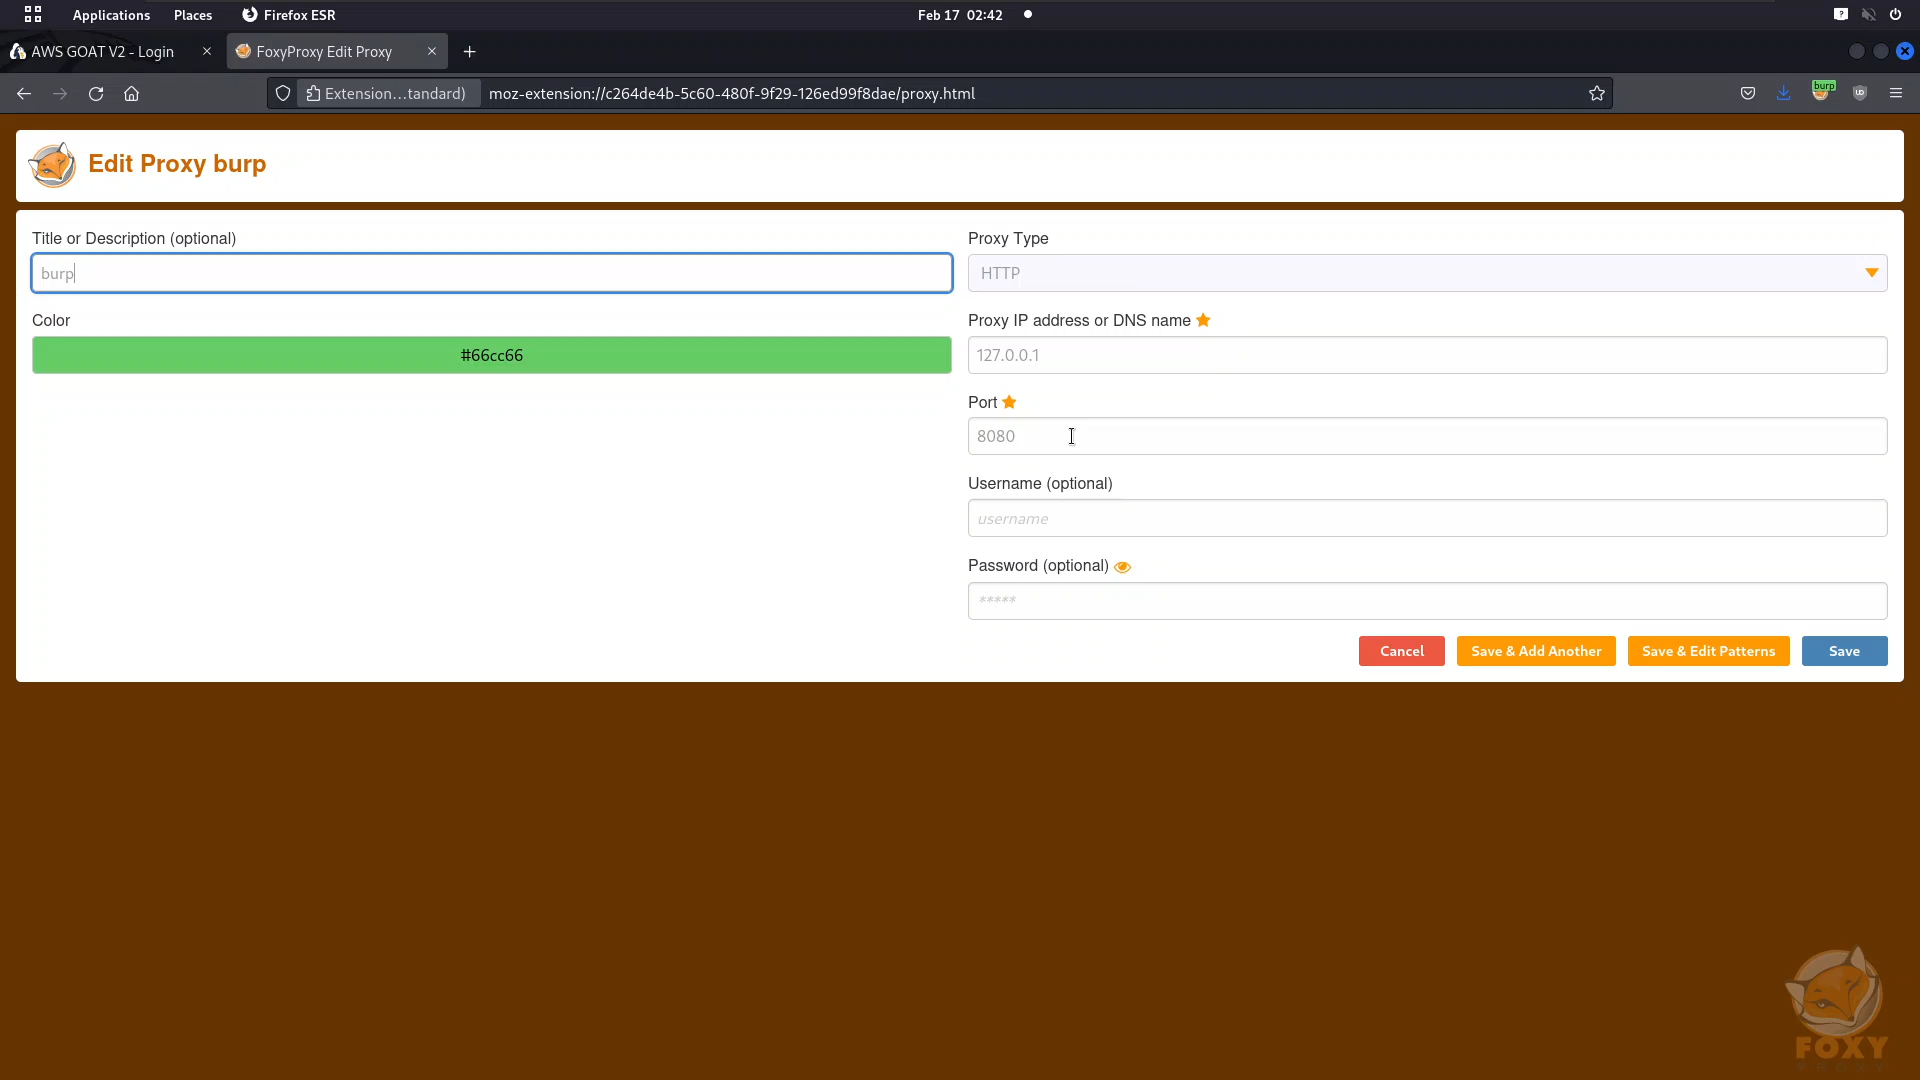 Applications Places Firefox ESR Feb 17 02:42
AWS GOAT V2 - Login FoxyProxy Edit Proxy
Extension...tandard) moz-extension://c264de4b-5c60-480f-9f29-126ed99f8dae/proxy.html burp
Edit Proxy burp
Title or Description (optional)
burp
Color
#66cc66
Proxy Type
HTTP
Proxy IP address or DNS name
127.0.0.1
Port
8080
Username (optional)
username
Password (optional)
*****
Cancel Save & Add Another Save & Edit Patterns Save
FOXY
PROXY